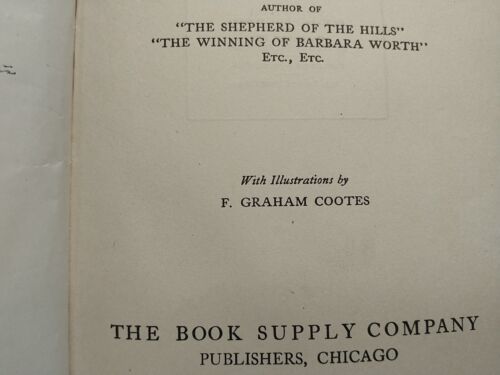 AUTHOR OF
"THE SHEPHERD OF THE HILLS"
"THE WINNING OF BARBARA WORTH"
ETC., ETC.
With Illustrations by
F. GRAHAM COOTES
THE BOOK SUPPLY COMPANY
PUBLISHERS, CHICAGO